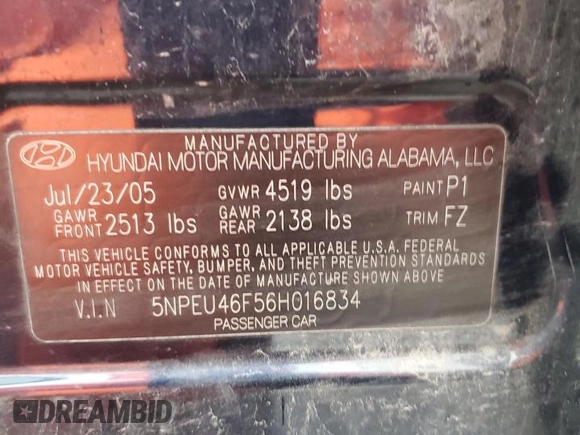 MANUFACTURED BY
HYUNDAI MOTOR MANUFACTURING ALABAMA, LLC
Jul/23/05 GVWR 4519 lbs PAINT P1
GAWR FRONT 2513 lbs GAWR REAR 2138 lbs TRIM FZ
THIS VEHICLE CONFORMS TO ALL APPLICABLE U.S.A. FEDERAL
MOTOR VEHICLE SAFETY, BUMPER, AND THEFT PREVENTION STANDARDS
IN EFFECT ON THE DATE OF MANUFACTURE SHOWN ABOVE
V.I.N 5NPEU46F56H016834
PASSENGER CAR
DREAMBID